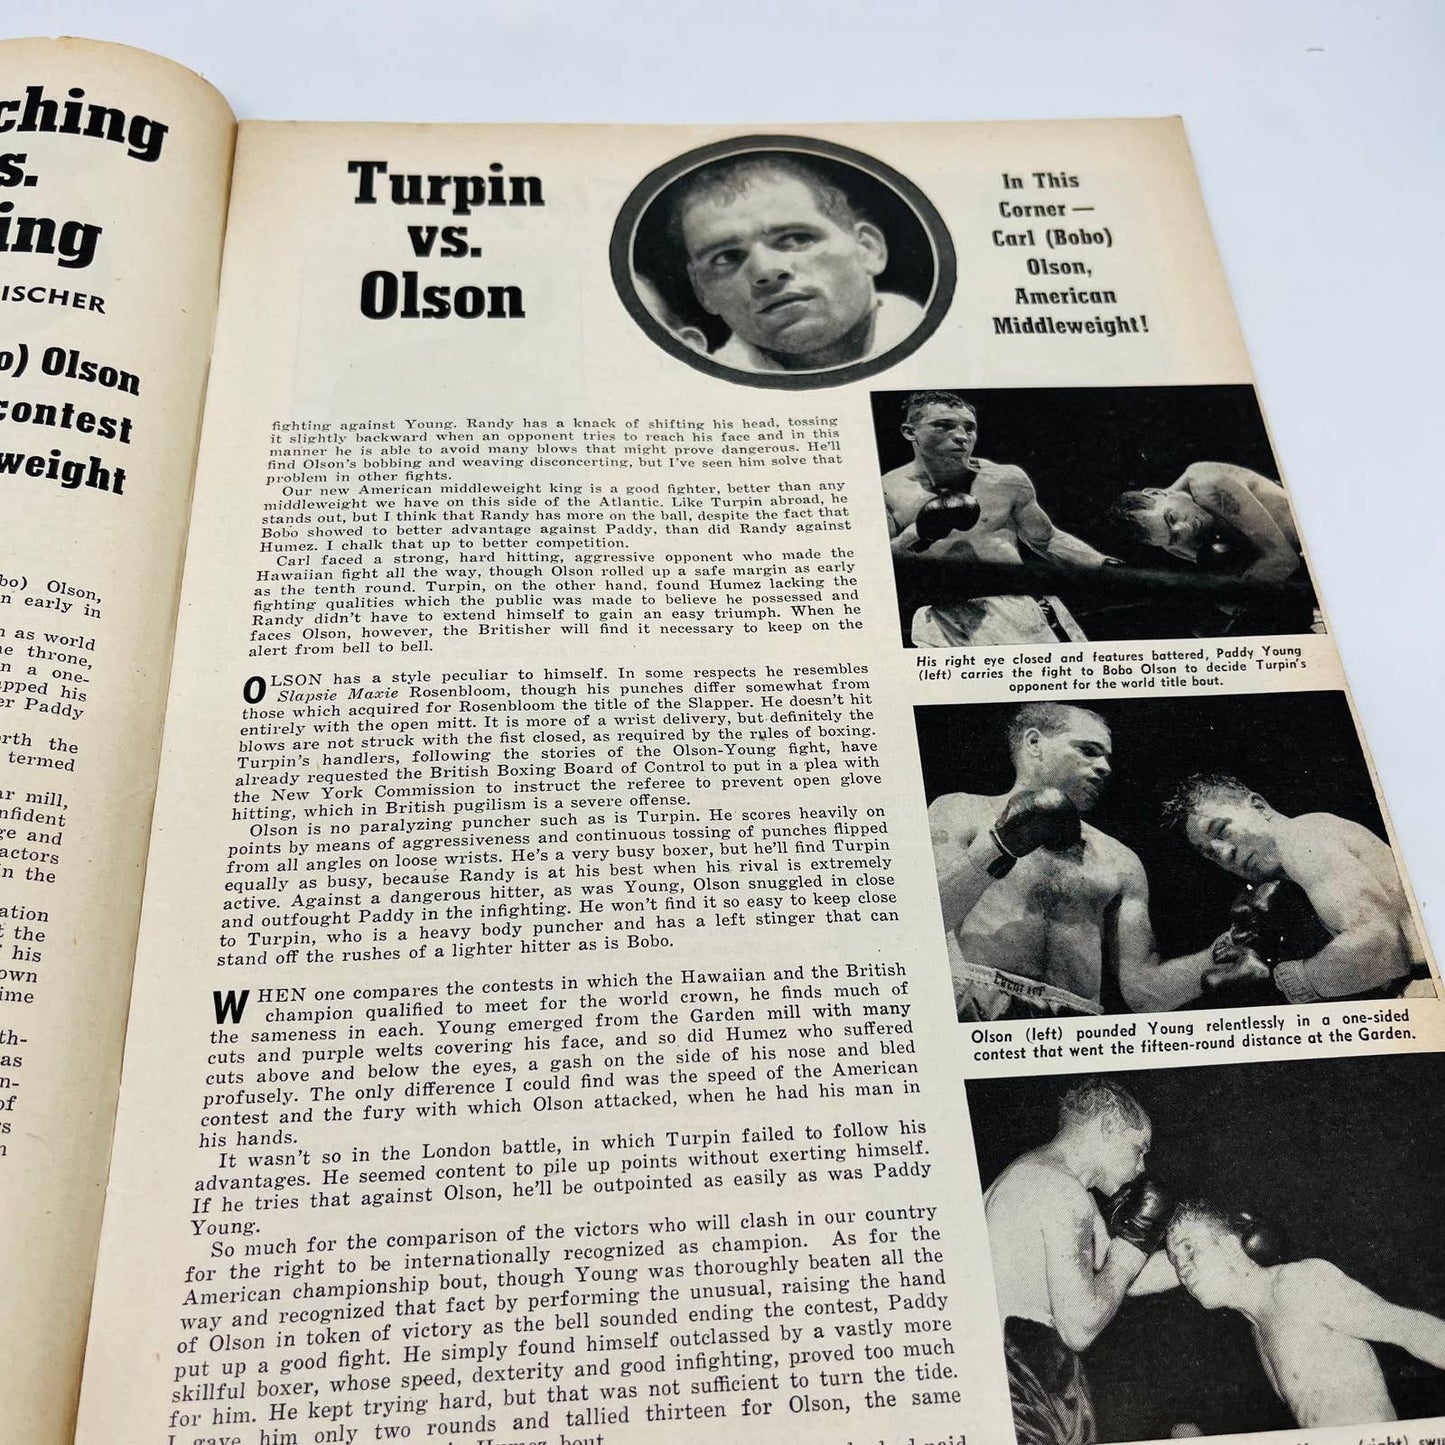 ching
s.
ing
ISCHER
o) Olson
contest
weight
bo) Olson,
n early in
n as world
e throne,
n a one-
pped his
er Paddy
rth the
termed
ar mill,
nfident
ge and
actors
n the
ation
t the
his
own
ime
th-
as
n-
of
s
n
Turpin
vs.
Olson
In This
Corner —
Carl (Bobo)
Olson,
American
Middleweight!
fighting against Young. Randy has a knack of shifting his head, tossing
it slightly backward when an opponent tries to reach his face and in this
manner he is able to avoid many blows that might prove dangerous. He'll
find Olson's bobbing and weaving disconcerting, but I've seen him solve that
problem in other fights.
Our new American middleweight king is a good fighter, better than any
middleweight we have on this side of the Atlantic. Like Turpin abroad, he
stands out, but I think that Randy has more on the ball, despite the fact that
Bobo showed to better advantage against Paddy, than did Randy against
Humez. I chalk that up to better competition.
Carl faced a strong, hard hitting, aggressive opponent who made the
Hawaiian fight all the way, though Olson rolled up a safe margin as early
as the tenth round. Turpin, on the other hand, found Humez lacking the
fighting qualities which the public was made to believe he possessed and
Randy didn't have to extend himself to gain an easy triumph. When he
faces Olson, however, the Britisher will find it necessary to keep on the
alert from bell to bell.
OLSON has a style peculiar to himself. In some respects he resembles
Slapsie Maxie Rosenbloom, though his punches differ somewhat from
those which acquired for Rosenbloom the title of the Slapper. He doesn't hit
entirely with the open mitt. It is more of a wrist delivery, but definitely the
blows are not struck with the fist closed, as required by the rules of boxing.
Turpin's handlers, following the stories of the Olson-Young fight, have
already requested the British Boxing Board of Control to put in a plea with
the New York Commission to instruct the referee to prevent open glove
hitting, which in British pugilism is a severe offense.
Olson is no paralyzing puncher such as is Turpin. He scores heavily on
points by means of aggressiveness and continuous tossing of punches flipped
from all angles on loose wrists. He's a very busy boxer, but he'll find Turpin
equally as busy, because Randy is at his best when his rival is extremely
active. Against a dangerous hitter, as was Young, Olson snuggled in close
and outfought Paddy in the infighting. He won't find it so easy to keep close
to Turpin, who is a heavy body puncher and has a left stinger that can
stand off the rushes of a lighter hitter as is Bobo.
WHEN one compares the contests in which the Hawaiian and the British
champion qualified to meet for the world crown, he finds much of
the sameness in each. Young emerged from the Garden mill with many
cuts and purple welts covering his face, and so did Humez who suffered
cuts above and below the eyes, a gash on the side of his nose and bled
profusely. The only difference I could find was the speed of the American
contest and the fury with which Olson attacked, when he had his man in
his hands.
It wasn't so in the London battle, in which Turpin failed to follow his
advantages. He seemed content to pile up points without exerting himself.
If he tries that against Olson, he'll be outpointed as easily as was Paddy
Young.
So much for the comparison of the victors who will clash in our country
for the right to be internationally recognized as champion. As for the
American championship bout, though Young was thoroughly beaten all the
way and recognized that fact by performing the unusual, raising the hand
of Olson in token of victory as the bell sounded ending the contest, Paddy
put up a good fight. He simply found himself outclassed by a vastly more
skillful boxer, whose speed, dexterity and good infighting, proved too much
for him. He kept trying hard, but that was not sufficient to turn the tide.
I gave him only two rounds and tallied thirteen for Olson, the same
Humez bout.
His right eye closed and features battered, Paddy Young
(left) carries the fight to Bobo Olson to decide Turpin's
opponent for the world title bout.
Olson (left) pounded Young relentlessly in a one-sided
contest that went the fifteen-round distance at the Garden.
(right)